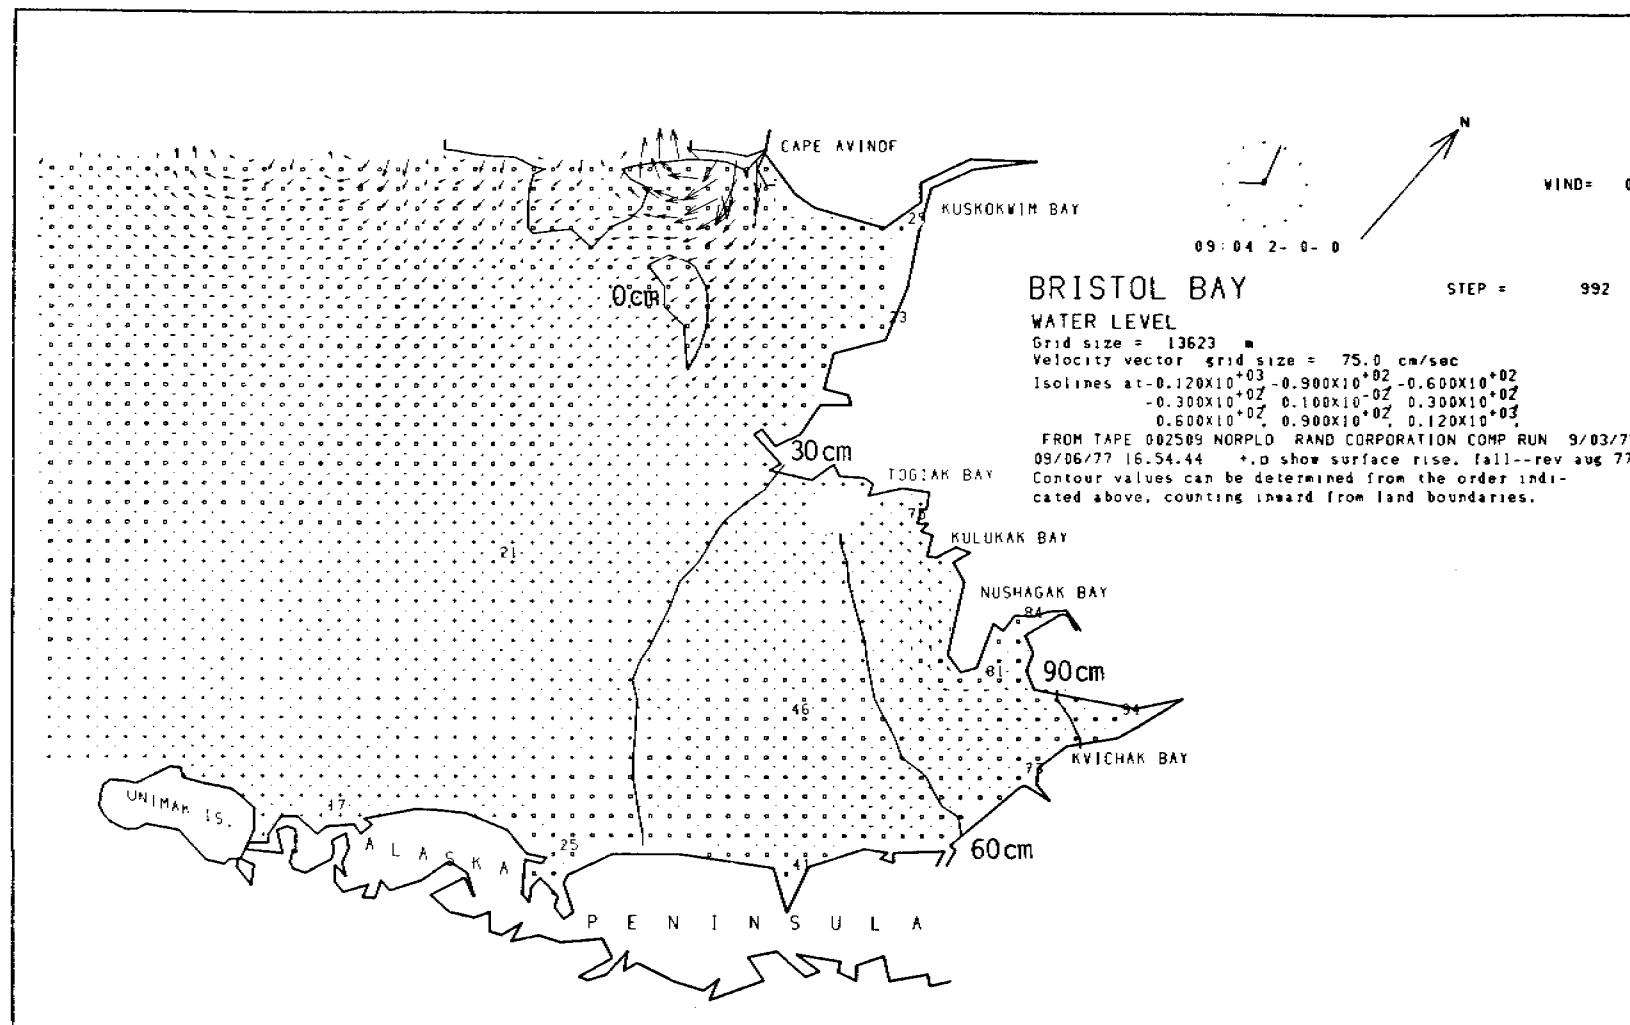 N
CAPE AVINOF
WIND= 0
KUSKOKWIM BAY
09:04 2- 0- 0
BRISTOL BAY
STEP = 992
0cm
23
WATER LEVEL
Grid size = 13623 m
Velocity vector grid size = 75.0 cm/sec
Isolines at-0.120X10+03, -0.900X10+02, -0.600X10+02,
-0.300X10+02, 0.100X10-02, 0.300X10+02,
0.600X10+02, 0.900X10+02, 0.120X10+03,
FROM TAPE 002509 NORPLO RAND CORPORATION COMP RUN 9/03/7
09/06/77 16.54.44 +.o show surface rise. fall--rev aug 77
Contour values can be determined from the order indi-
cated above, counting inward from land boundaries.
30cm
TOGIAK BAY
KULUKAK BAY
21
NUSHAGAK BAY
84
81
90cm
46
94
KVICHAK BAY
UNIMAK IS.
17
ALASKA
25
41
60cm
PENINSULA